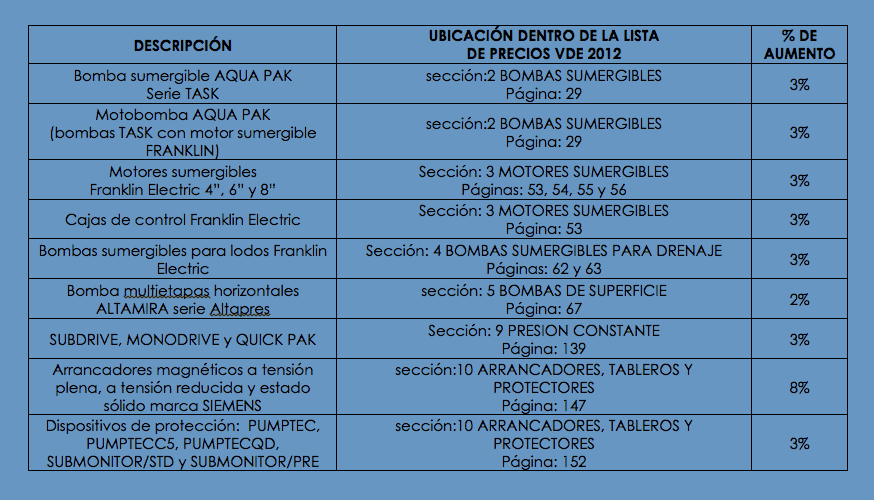 DESCRIPCIÓN
UBICACIÓN DENTRO DE LA LISTA
DE PRECIOS VDE 2012
% DE
AUMENTO
Bomba sumergible AQUA PAK
Serie TASK
sección:2 BOMBAS SUMERGIBLES
Página: 29
3%
Motobomba AQUA PAK
(bombas TASK con motor sumergible
FRANKLIN)
sección:2 BOMBAS SUMERGIBLES
Página: 29
3%
Motores sumergibles
Franklin Electric 4”, 6” y 8”
Sección: 3 MOTORES SUMERGIBLES
Páginas: 53, 54, 55 y 56
3%
Cajas de control Franklin Electric
Sección: 3 MOTORES SUMERGIBLES
Página: 53
3%
Bombas sumergibles para lodos Franklin
Electric
Sección: 4 BOMBAS SUMERGIBLES PARA DRENAJE
Páginas: 62 y 63
3%
Bomba multietapas horizontales
ALTAMIRA serie Altapres
sección: 5 BOMBAS DE SUPERFICIE
Página: 67
2%
SUBDRIVE, MONODRIVE y QUICK PAK
Sección: 9 PRESION CONSTANTE
Página: 139
3%
Arrancadores magnéticos a tensión
plena, a tensión reducida y estado
sólido marca SIEMENS
sección:10 ARRANCADORES, TABLEROS Y
PROTECTORES
Página: 147
8%
Dispositivos de protección: PUMPTEC,
PUMPTECC5, PUMPTECQD,
SUBMONITOR/STD y SUBMONITOR/PRE
sección:10 ARRANCADORES, TABLEROS Y
PROTECTORES
Página: 152
3%